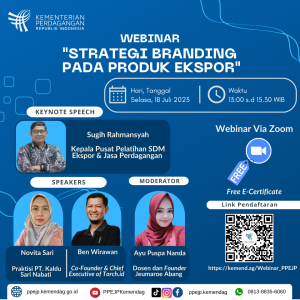 KEMENTERIAN
PERDAGANGAN
REPUBLIK INDONESIA
WEBINAR
"STRATEGI BRANDING
PADA PRODUK EKSPOR"
Hari, Tanggal
Selasa, 18 Juli 2023
Waktu
13.00 s.d 15.30 WIB
KEYNOTE SPEECH
Sugih Rahmansyah
Kepala Pusat Pelatihan SDM
Ekspor & Jasa Perdagangan
Webinar Via Zoom
FREE
Free E-Certificate
SPEAKERS
MODERATOR
Novita Sari
Praktisi PT. Kaldu
Sari Nabati
Ben Wirawan
Co-Founder & Chief
Executive of Torch.id
Ayu Puspa Nanda
Dosen dan Founder
Jeumaroe Abang
Link Pendaftaran
https://kemend.ag/Webinar_PPEJP
ppejp.kemendag.go.id
PPEJPKemendag
ppejp.kemendag
0813-8835-6060